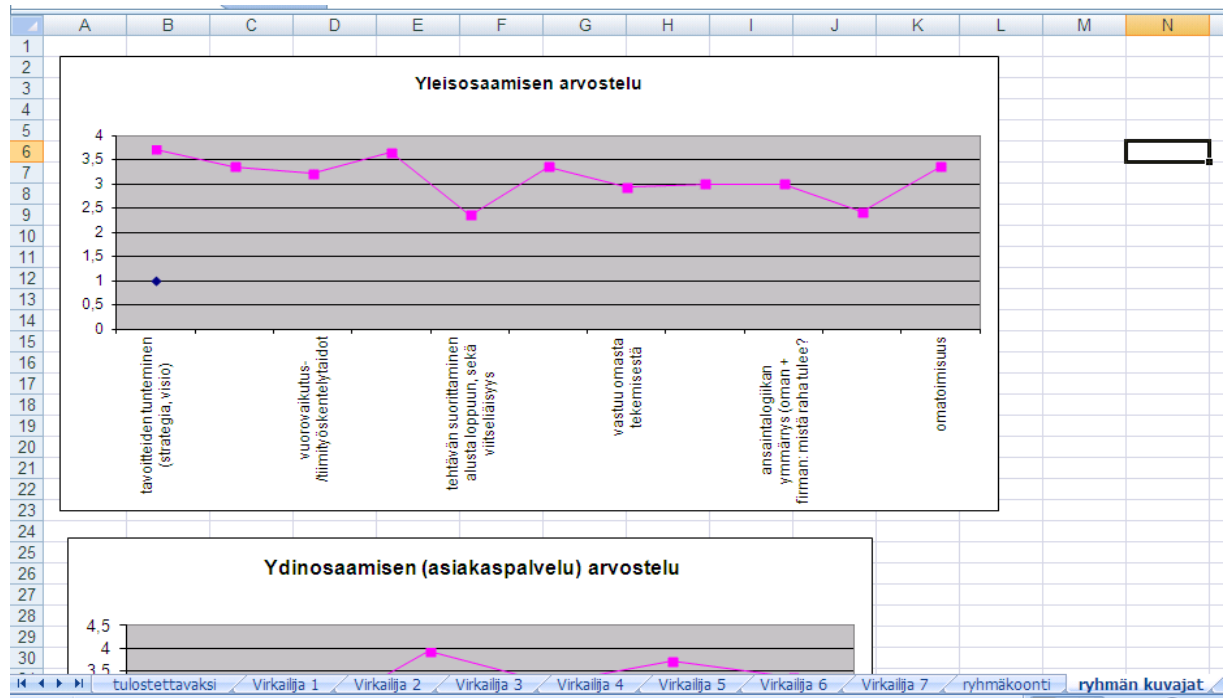 A B C D E F G H I J K L M N
1
2
3
4
5
6
7
8
9
10
11
12
13
14
15
16
17
18
19
20
21
22
23
24
25
26
27
28
29
30
Yleisosaamisen arvostelu
4
3,5
3
2,5
2
1,5
1
0,5
0
tavoitteiden tunteminen
(strategia, visio)
vuorovaikutus-
/tiimityöskentelytaidot
tehtävän suorittaminen
alusta loppuun, sekä
viitseliäisyys
vastuu omasta
tekemisestä
ansaintalogiikan
ymmärrys (oman +
firman: mistä raha tulee?
omatoimisuus
Ydinosaamisen (asiakaspalvelu) arvostelu
4,5
4
3,5
tulostettavaksi Virkailija 1 Virkailija 2 Virkailija 3 Virkailija 4 Virkailija 5 Virkailija 6 Virkailija 7 ryhmäkoonti ryhmän kuvajat